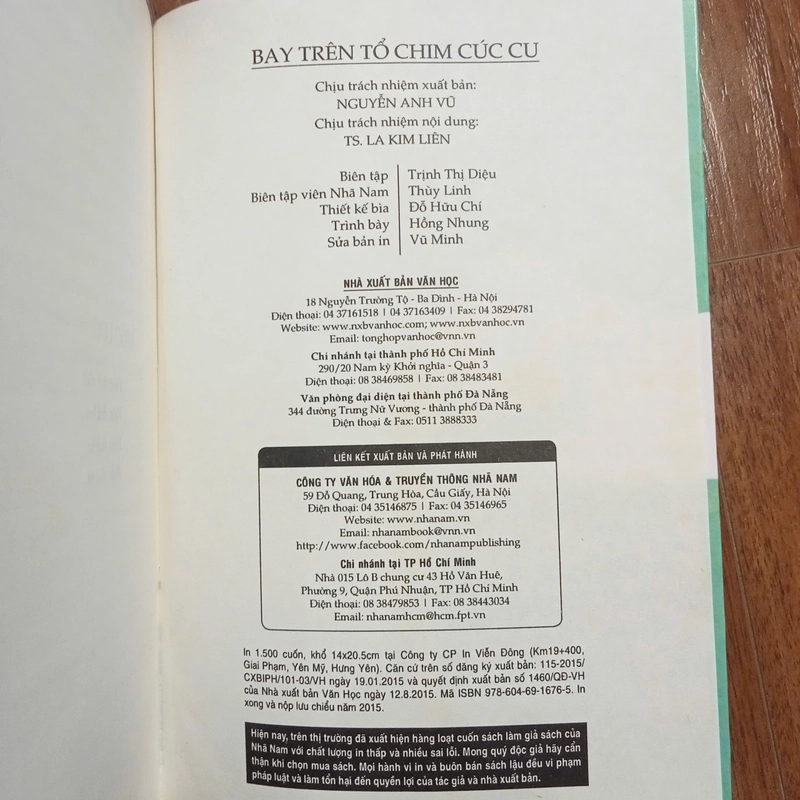 BAY TRÊN TỔ CHIM CÚC CU
Chịu trách nhiệm xuất bản:
NGUYỄN ANH VŨ
Chịu trách nhiệm nội dung:
TS. LA KIM LIÊN
Biên tập | Trịnh Thị Diệu
Biên tập viên Nhã Nam | Thùy Linh
Thiết kế bìa | Đỗ Hữu Chí
Trình bày | Hồng Nhung
Sửa bản in | Vũ Minh
NHÀ XUẤT BẢN VĂN HỌC
18 Nguyễn Trường Tộ - Ba Đình - Hà Nội
Điện thoại: 04 37161518 | 04 37163409 | Fax: 04 38294781
Website: www.nxbvanhoc.com; www.nxbvanhoc.vn
Email: tonghopvanhoc@vnn.vn
Chi nhánh tại thành phố Hồ Chí Minh
290/20 Nam kỳ Khởi nghĩa - Quận 3
Điện thoại: 08 38469858 | Fax: 08 38483481
Văn phòng đại diện tại thành phố Đà Nẵng
344 đường Trưng Nữ Vương - thành phố Đà Nẵng
Điện thoại & Fax: 0511 3888333
LIÊN KẾT XUẤT BẢN VÀ PHÁT HÀNH
CÔNG TY VĂN HÓA & TRUYỀN THÔNG NHÃ NAM
59 Đỗ Quang, Trung Hòa, Cầu Giấy, Hà Nội
Điện thoại: 04 35146875 | Fax: 04 35146965
Website: www.nhanam.vn
Email: nhanambook@vnn.vn
http://www.facebook.com/nhanampublishing
Chi nhánh tại TP Hồ Chí Minh
Nhà 015 Lô B chung cư 43 Hồ Văn Huê,
Phường 9, Quận Phú Nhuận, TP Hồ Chí Minh
Điện thoại: 08 38479853 | Fax: 08 38443034
Email: nhanamhcm@hcm.fpt.vn
In 1.500 cuốn, khổ 14x20.5cm tại Công ty CP In Viễn Đông (Km19+400,
Giai Phạm, Yên Mỹ, Hưng Yên). Căn cứ trên số đăng ký xuất bản: 115-2015/
CXBIPH/101-03/VH ngày 19.01.2015 và quyết định xuất bản số 1460/QĐ-VH
của Nhà xuất bản Văn Học ngày 12.8.2015. Mã ISBN 978-604-69-1676-5. In
xong và nộp lưu chiểu năm 2015.
Hiện nay, trên thị trường đã xuất hiện hàng loạt cuốn sách làm giả sách của
Nhã Nam với chất lượng in thấp và nhiều sai lỗi. Mong quý độc giả hãy cẩn
thận khi chọn mua sách. Mọi hành vi in và buôn bán sách lậu đều vi phạm
pháp luật và làm tổn hại đến quyền lợi của tác giả và nhà xuất bản.